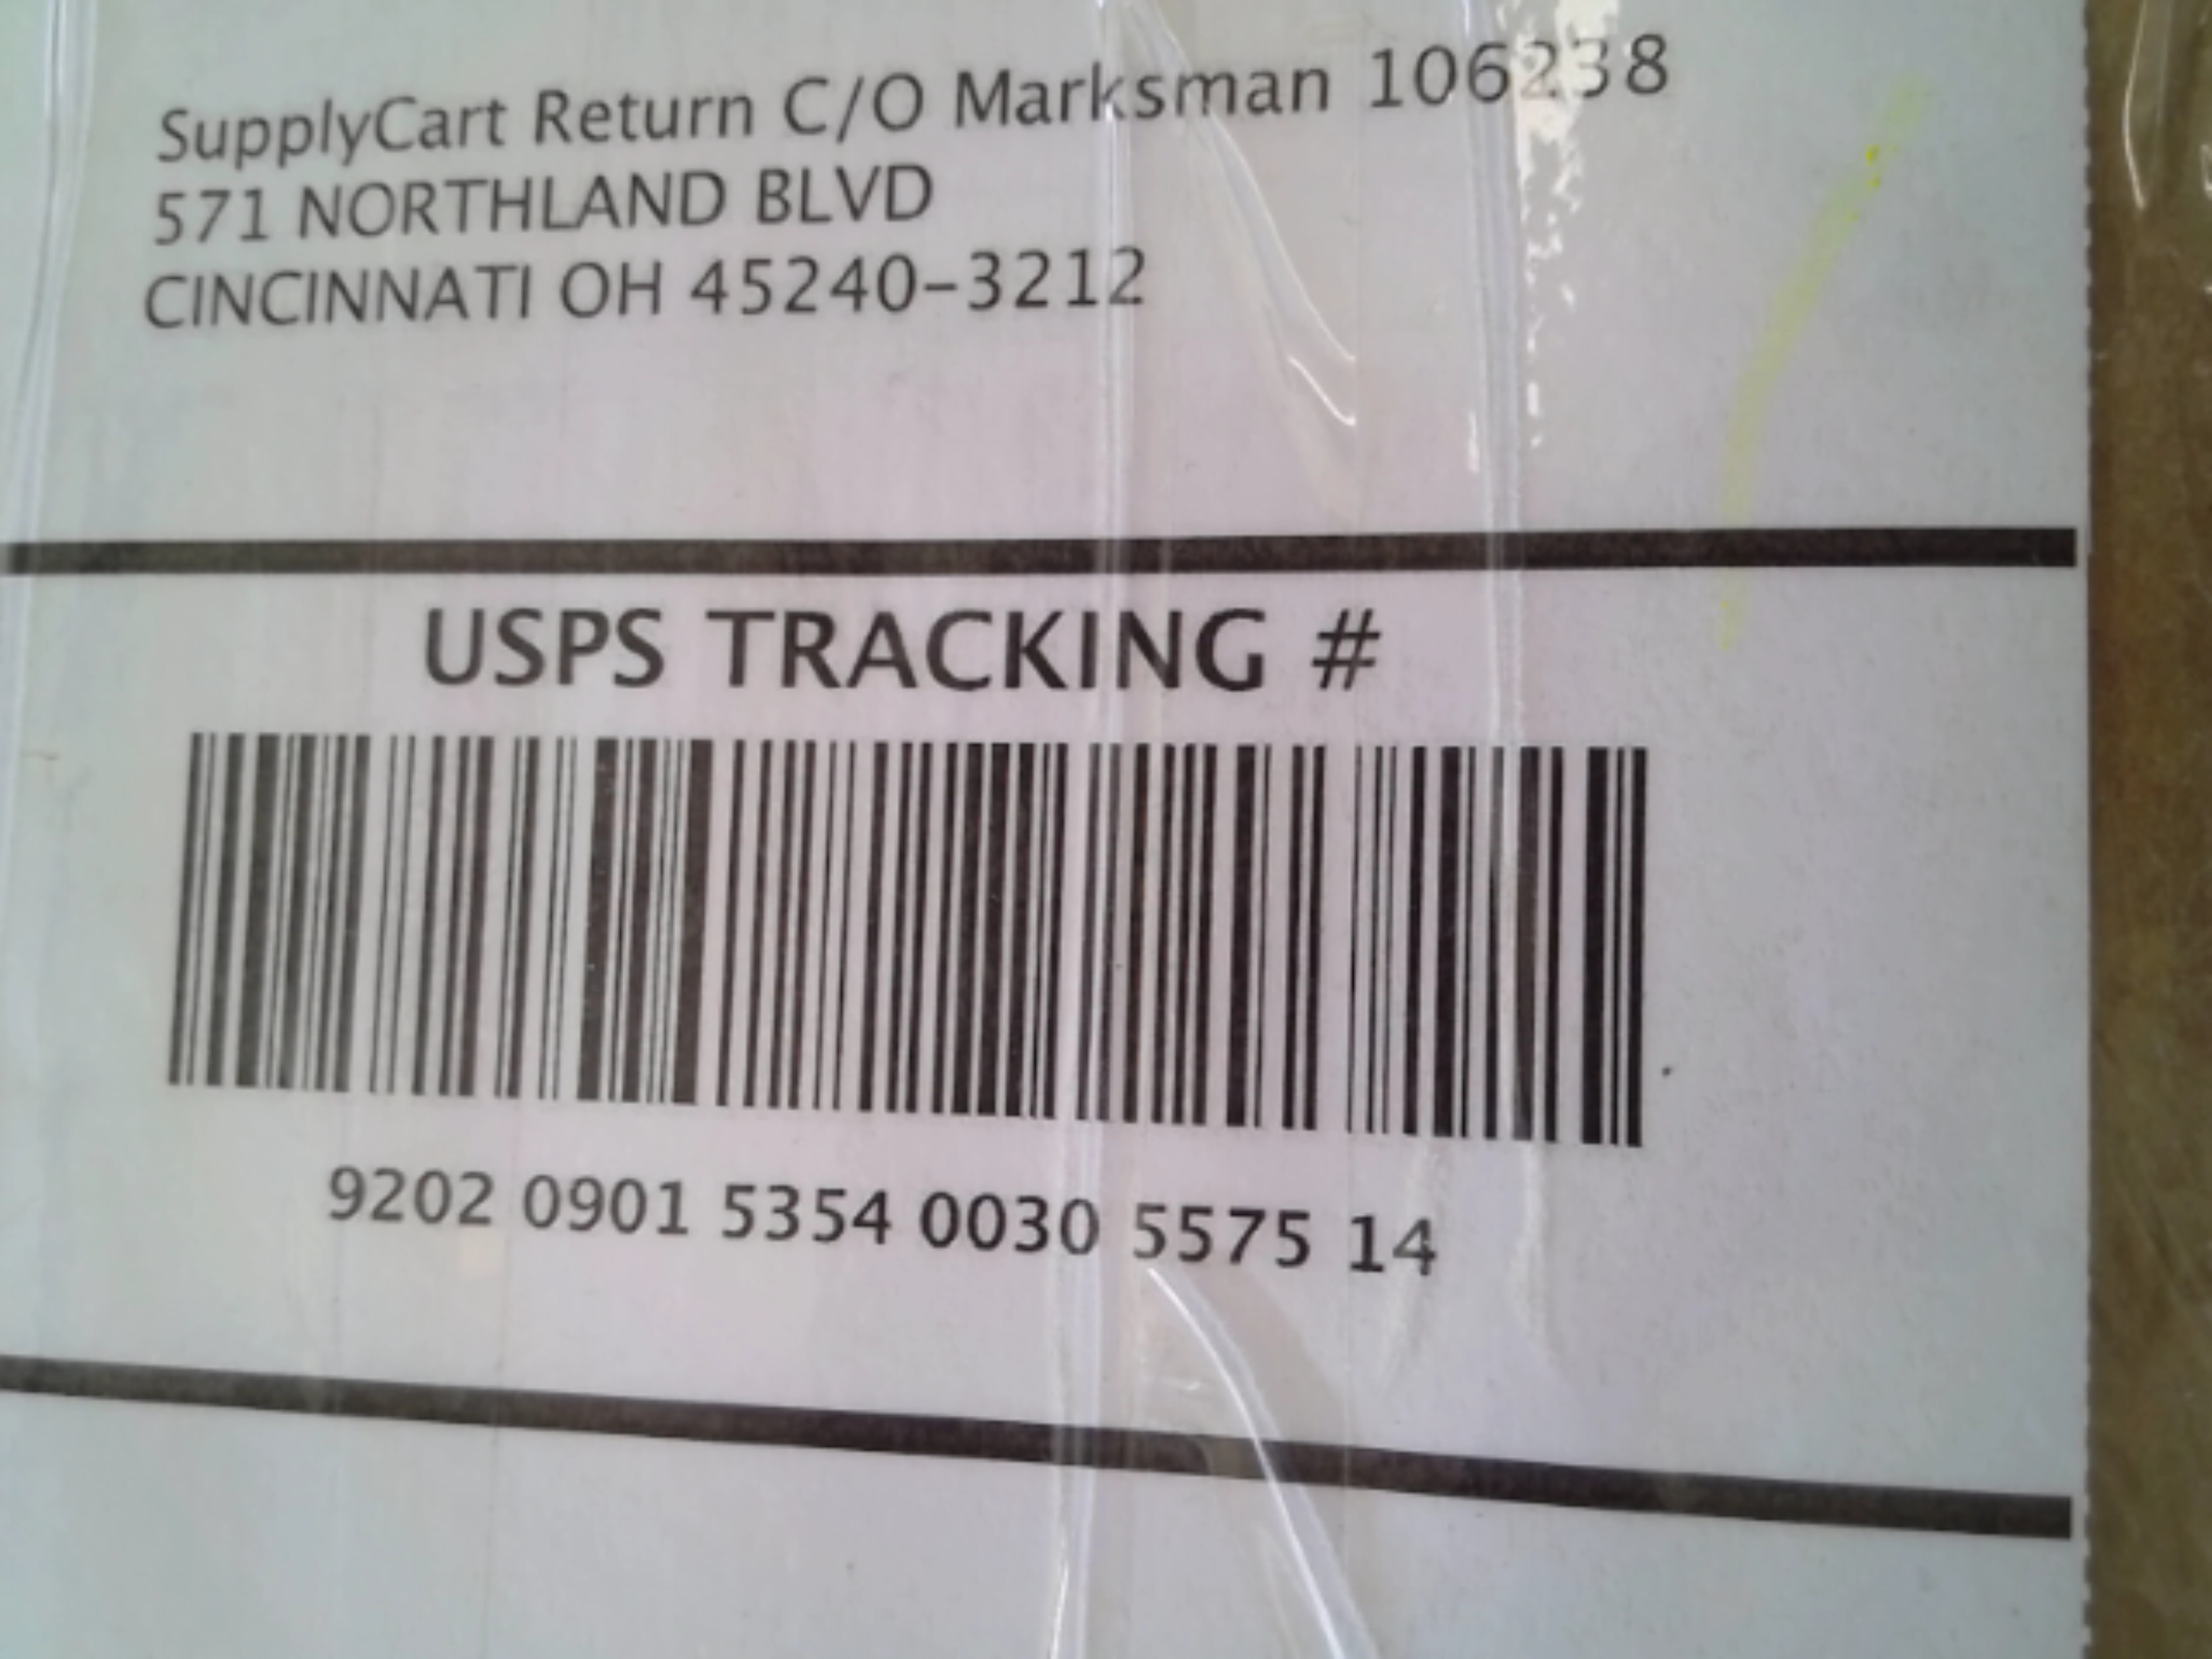 SupplyCart Return C/O Marksman 106238
571 NORTHLAND BLVD
CINCINNATI OH 45240-3212
USPS TRACKING #
9202 0901 5354 0030 5575 14